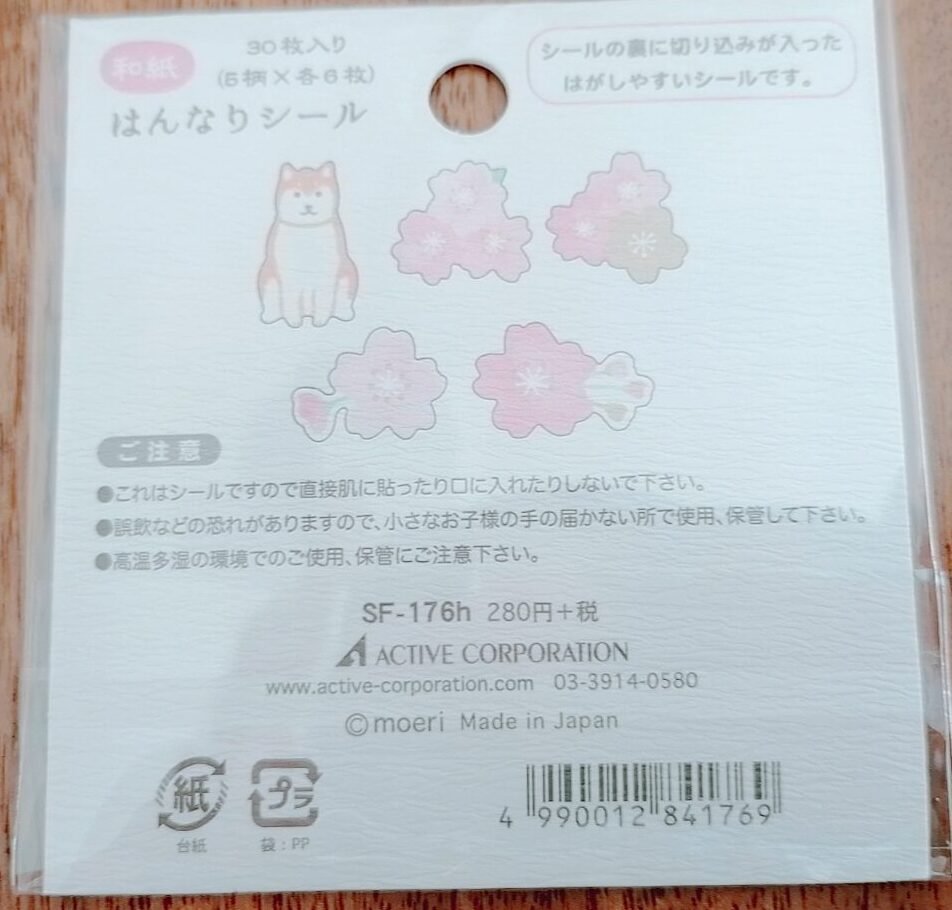 和紙
30枚入り
(5柄×各6枚)
はんなりシール
シールの裏に切り込みが入った
はがしやすいシールです。
ご注意
●これはシールですので直接肌に貼ったり口に入れたりしないで下さい。
●誤飲などの恐れがありますので、小さなお子様の手の届かない所で使用、保管して下さい。
●高温多湿の環境でのご使用、保管にご注意下さい。
SF-176h 280円+税
ACTIVE CORPORATION
www.active-corporation.com 03-3914-0580
©moeri Made in Japan
紙
台紙
プラ
袋:PP
4 990012 841769